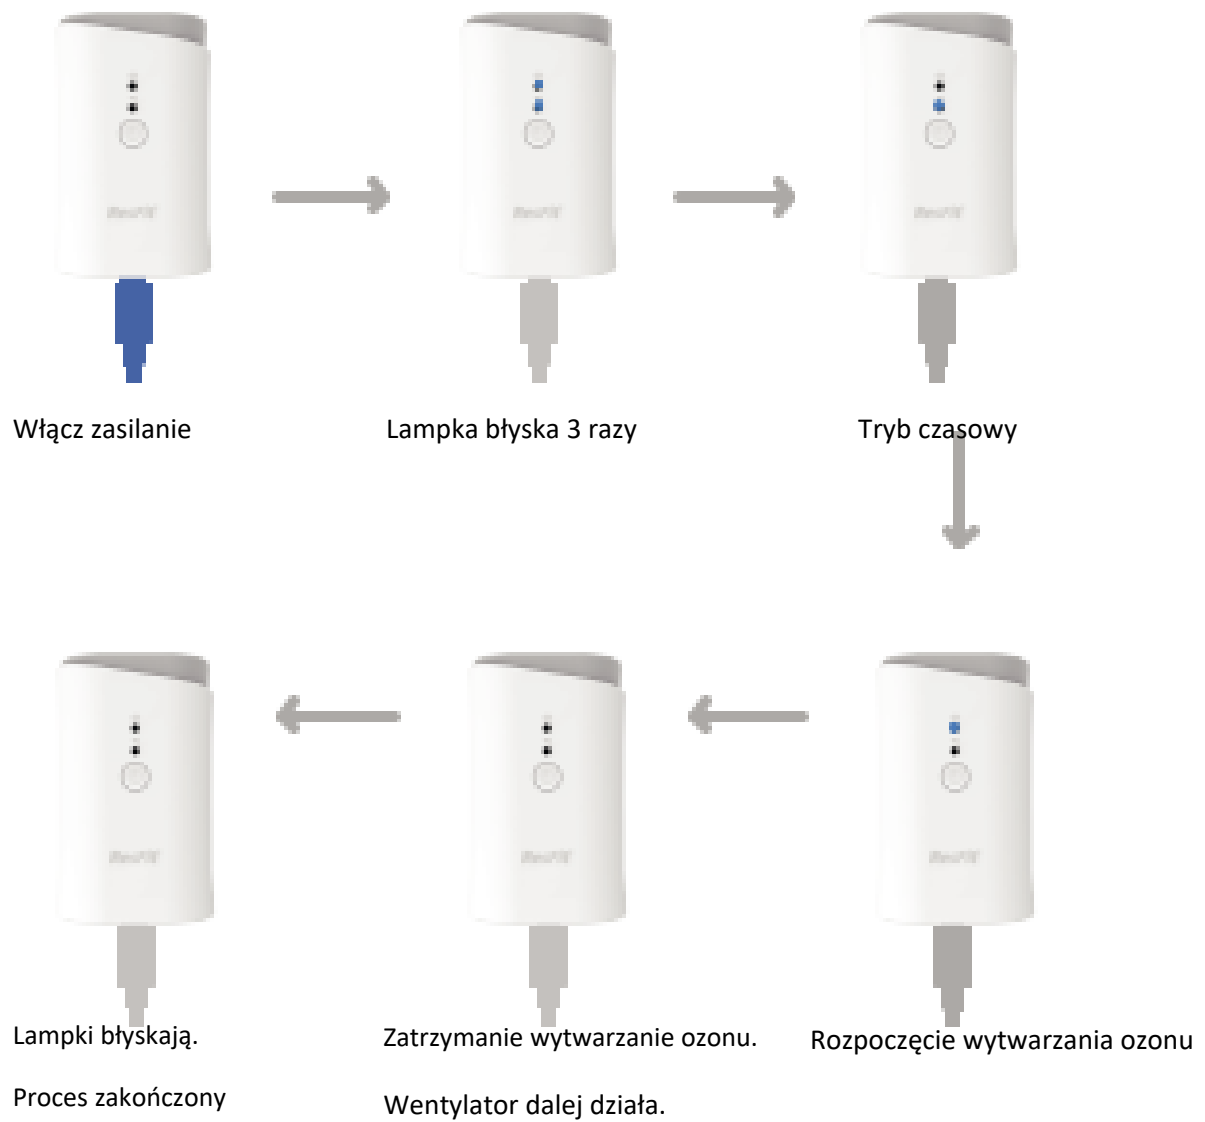 Włącz zasilanie
Lampka błyska 3 razy
Tryb czasowy
Lampki błyskają.
Proces zakończony
Zatrzymanie wytwarzanie ozonu.
Wentylator dalej działa.
Rozpoczęcie wytwarzania ozonu